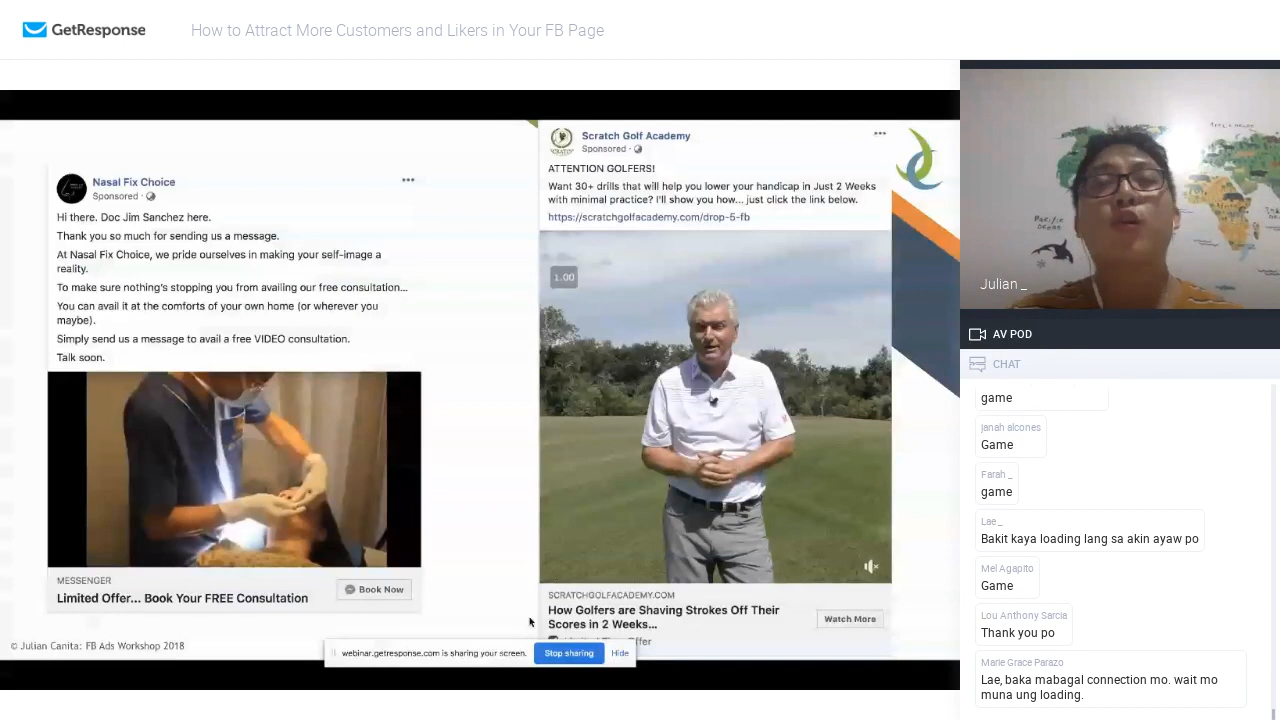 GetResponse
How to Attract More Customers and Likers in Your FB Page
Nasal Fix Choice
Sponsored ·
Hi there. Doc Jim Sanchez here.
Thank you so much for sending us a message.
At Nasal Fix Choice, we pride ourselves in making your self-image a
reality.
To make sure nothing's stopping you from availing our free consultation...
You can avail it at the comforts of your own home (or wherever you
maybe).
Simply send us a message to avail a free VIDEO consultation.
Talk soon.
MESSENGER
Limited Offer... Book Your FREE Consultation
Book Now
© Julian Canita: FB Ads Workshop 2018
Scratch Golf Academy
Sponsored ·
ATTENTION GOLFERS!
Want 30+ drills that will help you lower your handicap in Just 2 Weeks
with minimal practice? I'll show you how... just click the link below.
https://scratchgolfacademy.com/drop-5-fb
1.00
SCRATCHGOLFACADEMY.COM
How Golfers are Shaving Strokes Off Their
Scores in 2 Weeks...
Watch More
Offer
webinar.getresponse.com is sharing your screen.
Stop sharing
Hide
PACIFIC
OCEAN
Julian _
AV POD
CHAT
game
janah alcones
Game
Farah _
game
Lae _
Bakit kaya loading lang sa akin ayaw po
Mel Agapito
Game
Lou Anthony Sarcia
Thank you po
Marie Grace Parazo
Lae, baka mabagal connection mo. wait mo
muna ung loading.